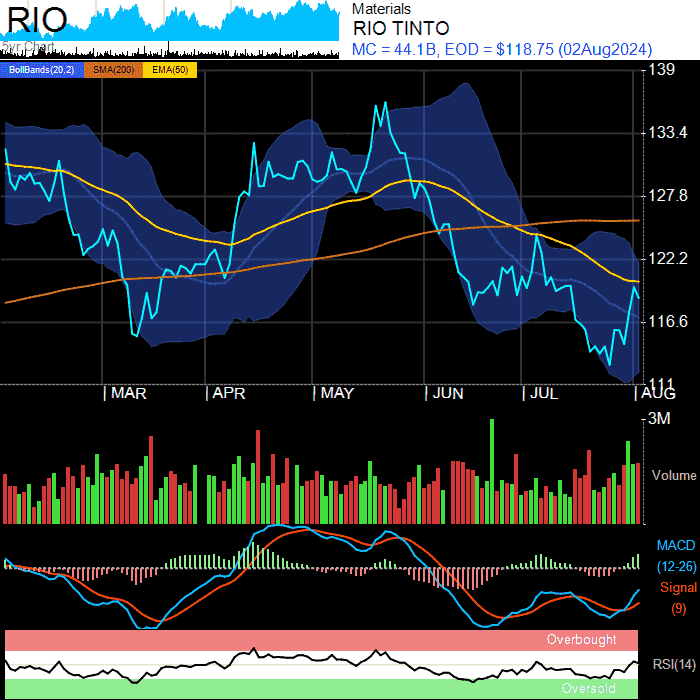 RIO
5yr Chart
Materials
RIO TINTO
MC = 44.1B, EOD = $118.75 (02Aug2024)
BollBands(20,2) SMA(200) EMA(50)
139
133.4
127.8
122.2
116.6
111
MAR APR MAY JUN JUL AUG
3M
Volume
MACD
(12-26)
Signal
(9)
Overbought
RSI(14)
Oversold